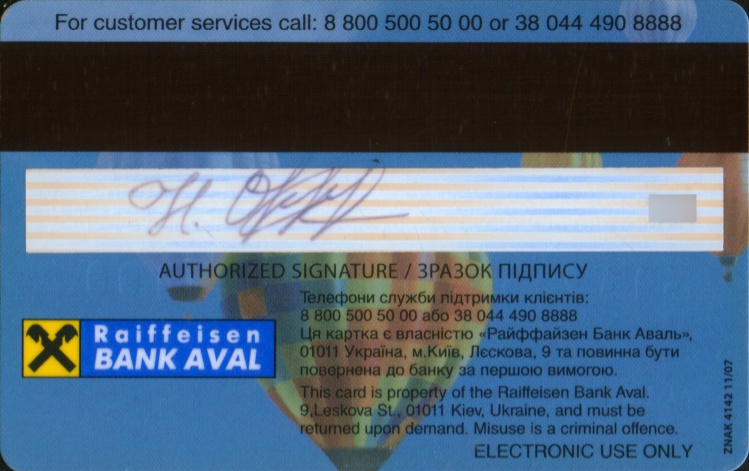 For customer services call: 8 800 500 50 00 or 38 044 490 8888
AUTHORIZED SIGNATURE / ЗРАЗОК ПІДПИСУ
Телефони служби підтримки клієнтів:
8 800 500 50 00 або 38 044 490 8888
Ця картка є власністю «Райффайзен Банк Аваль»,
01011 Україна, м.Київ, Лєскова, 9 та повинна бути
повернена до банку за першою вимогою.
Raiffeisen
BANK AVAL
This card is property of the Raiffeisen Bank Aval.
9,Leskova St., 01011 Kiev, Ukraine, and must be
returned upon demand. Misuse is a criminal offence.
ELECTRONIC USE ONLY
ZNAK 4142 11/07